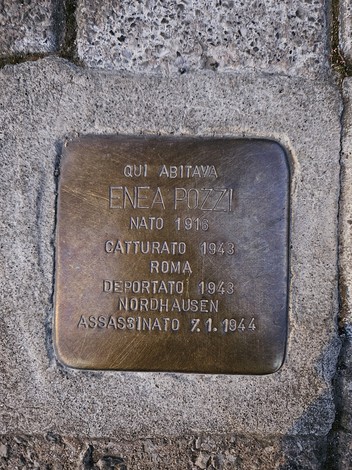 QUI ABITAVA
ENEA POZZI
NATO 1916
CATTURATO 1943
ROMA
DEPORTATO 1943
NORDHAUSEN
ASSASSINATO 7.1.1944